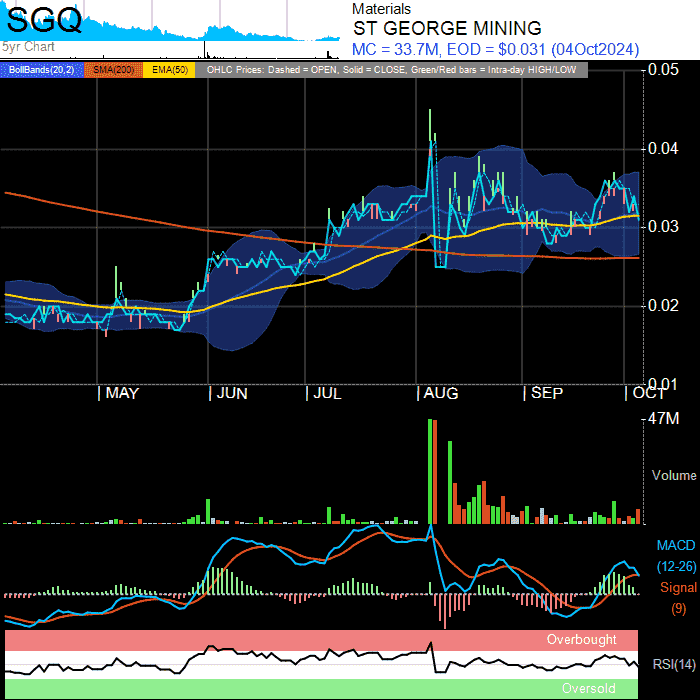 SGQ
5yr Chart
Materials
ST GEORGE MINING
MC = 33.7M, EOD = $0.031 (04Oct2024)
BollBands(20,2) SMA(200) EMA(50) OHLC Prices: Dashed = OPEN, Solid = CLOSE, Green/Red bars = Intra-day HIGH/LOW
0.05
0.04
0.03
0.02
0.01
MAY JUN JUL AUG SEP OCT
47M
Volume
MACD
(12-26)
Signal
(9)
Overbought
RSI(14)
Oversold